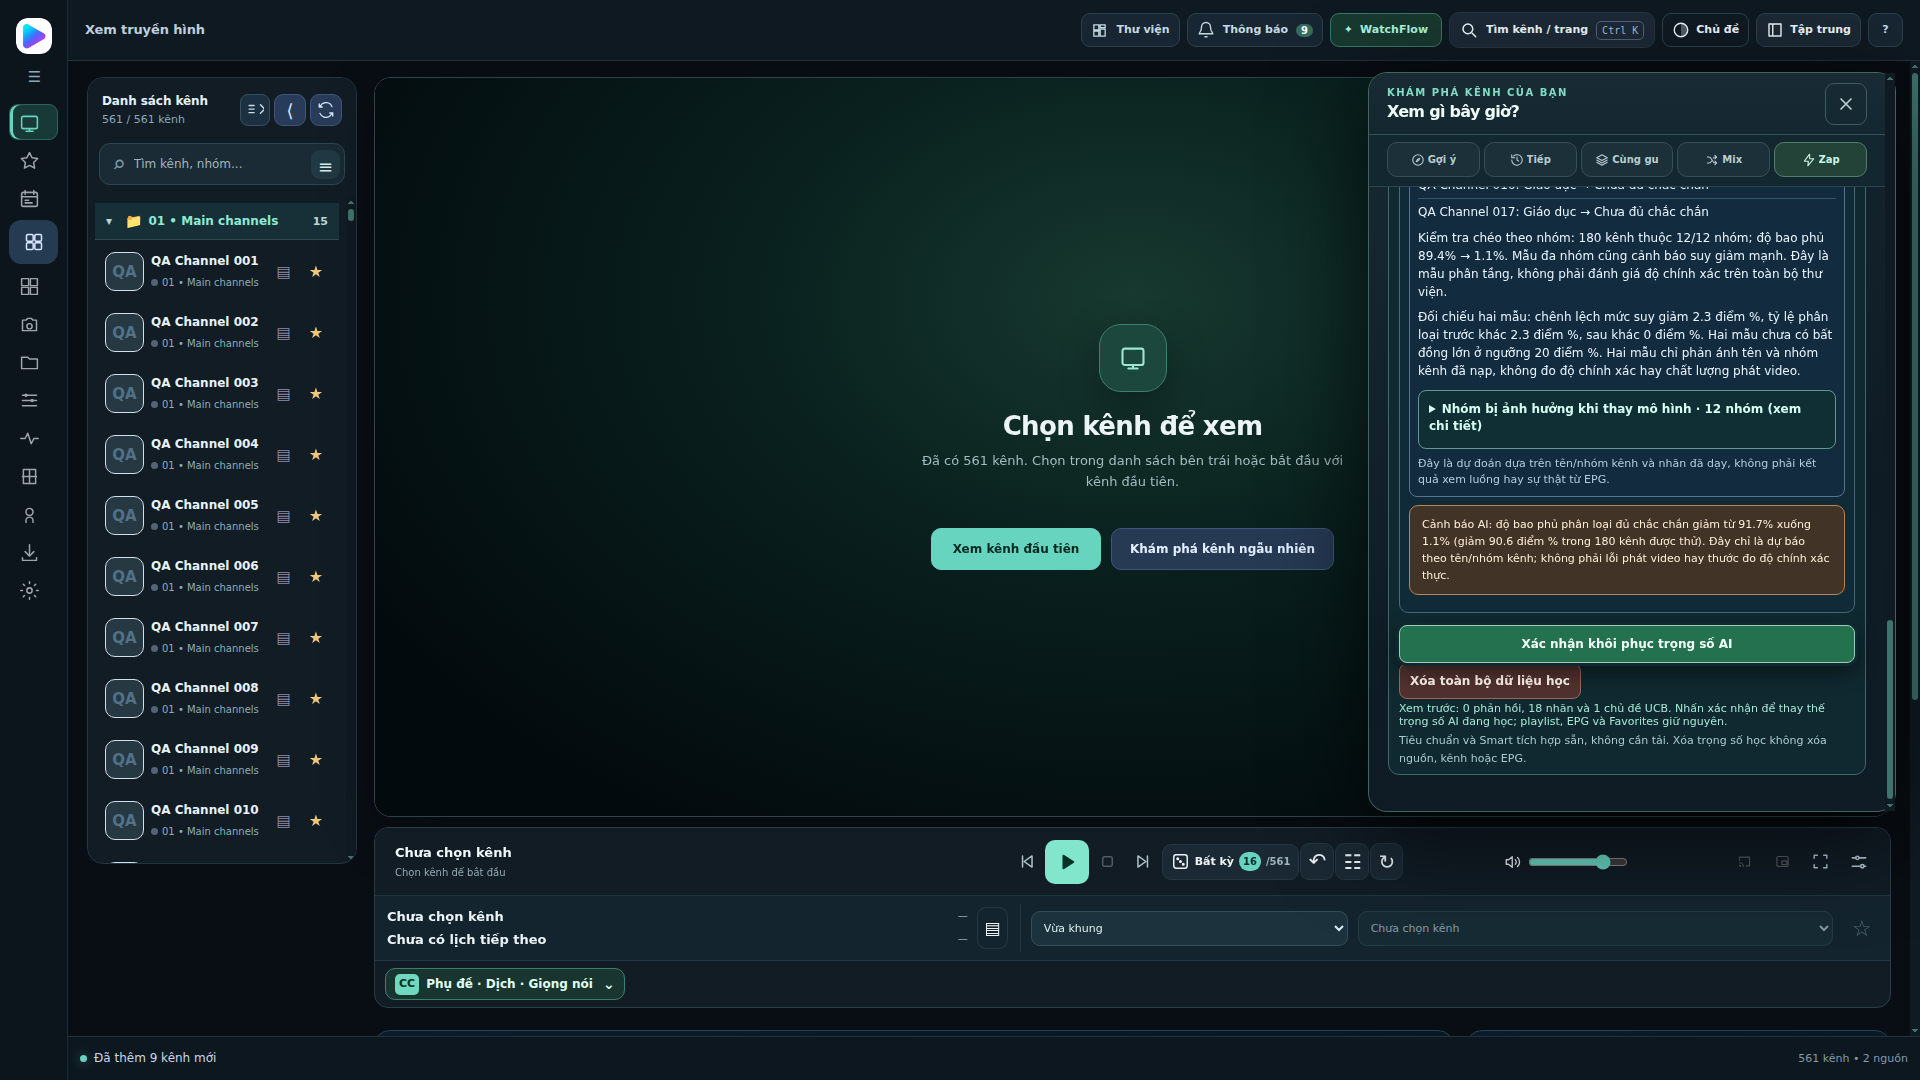 Xem truyền hình
Thư viện
Thông báo 9
WatchFlow
Tìm kênh / trang Ctrl K
Chủ đề
Tập trung
?
Danh sách kênh
561 / 561 kênh
Tìm kênh, nhóm...
01 • Main channels 15
QA QA Channel 001
01 • Main channels
QA QA Channel 002
01 • Main channels
QA QA Channel 003
01 • Main channels
QA QA Channel 004
01 • Main channels
QA QA Channel 005
01 • Main channels
QA QA Channel 006
01 • Main channels
QA QA Channel 007
01 • Main channels
QA QA Channel 008
01 • Main channels
QA QA Channel 009
01 • Main channels
QA QA Channel 010
01 • Main channels
Chọn kênh để xem
Đã có 561 kênh. Chọn trong danh sách bên trái hoặc bắt đầu với
kênh đầu tiên.
Xem kênh đầu tiên
Khám phá kênh ngẫu nhiên
KHÁM PHÁ KÊNH CỦA BẠN
Xem gì bây giờ?
Gợi ý
Tiếp
Cùng gu
Mix
Zap
QA Channel 016: Giáo dục → Chưa đủ chắc chắn
QA Channel 017: Giáo dục → Chưa đủ chắc chắn
Kiểm tra chéo theo nhóm: 180 kênh thuộc 12/12 nhóm; độ bao phủ
89.4% → 1.1%. Mẫu đa nhóm cũng cảnh báo suy giảm mạnh. Đây là
mẫu phân tầng, không phải đánh giá độ chính xác trên toàn bộ thư
viện.
Đối chiếu hai mẫu: chênh lệch mức suy giảm 2.3 điểm %, tỷ lệ phân
loại trước khác 2.3 điểm %, sau khác 0 điểm %. Hai mẫu chưa có bất
đồng lớn ở ngưỡng 20 điểm %. Hai mẫu chỉ phản ánh tên và nhóm
kênh đã nạp, không đo độ chính xác hay chất lượng phát video.
Nhóm bị ảnh hưởng khi thay mô hình · 12 nhóm (xem
chi tiết)
Đây là dự đoán dựa trên tên/nhóm kênh và nhãn đã dạy, không phải kết
quả xem luồng hay sự thật từ EPG.
Cảnh báo AI: độ bao phủ phân loại đủ chắc chắn giảm từ 91.7% xuống
1.1% (giảm 90.6 điểm % trong 180 kênh được thử). Đây chỉ là dự báo
theo tên/nhóm kênh; không phải lỗi phát video hay thước đo độ chính xác
thực.
Xác nhận khôi phục trọng số AI
Xóa toàn bộ dữ liệu học
Xem trước: 0 phản hồi, 18 nhãn và 1 chủ đề UCB. Nhấn xác nhận để thay thế
trọng số AI đang học; playlist, EPG và Favorites giữ nguyên.
Tiêu chuẩn và Smart tích hợp sẵn, không cần tải. Xóa trọng số học không xóa
nguồn, kênh hoặc EPG.
Chưa chọn kênh
Chọn kênh để bắt đầu
Bất kỳ 16 /561
Chưa chọn kênh —
Chưa có lịch tiếp theo —
Vừa khung
Chưa chọn kênh
CC Phụ đề · Dịch · Giọng nói
Đã thêm 9 kênh mới
561 kênh • 2 nguồn